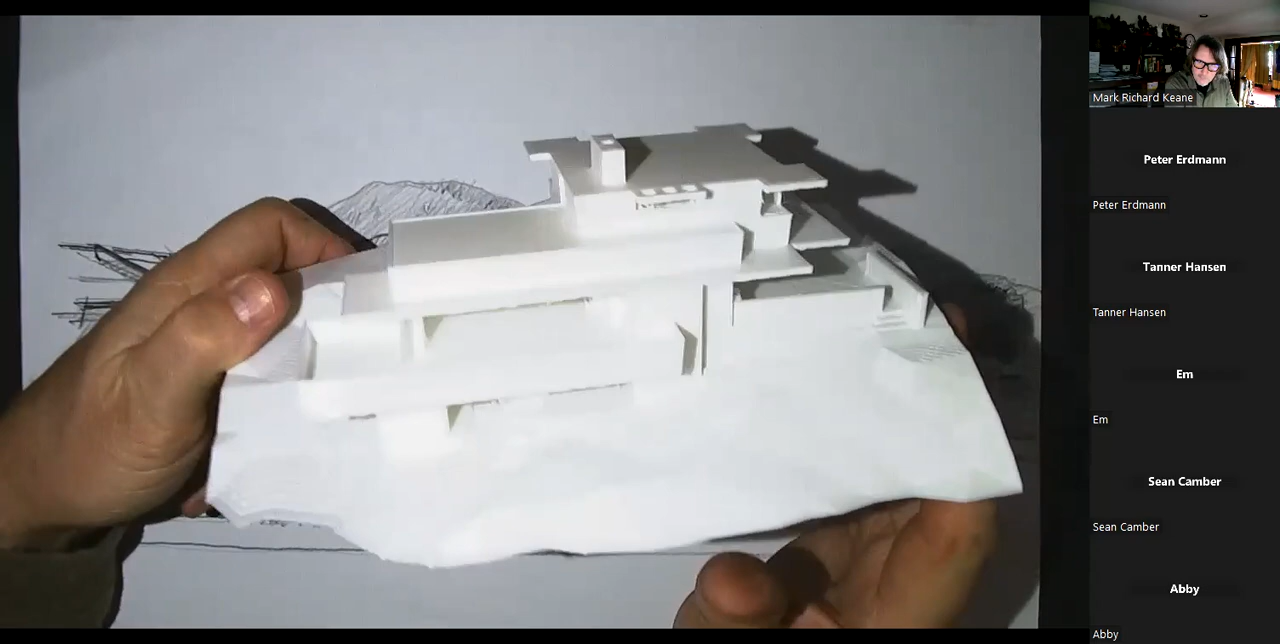 Mark Richard Keane
Peter Erdmann
Peter Erdmann
Tanner Hansen
Tanner Hansen
Em
Em
Sean Camber
Sean Camber
Abby
Abby